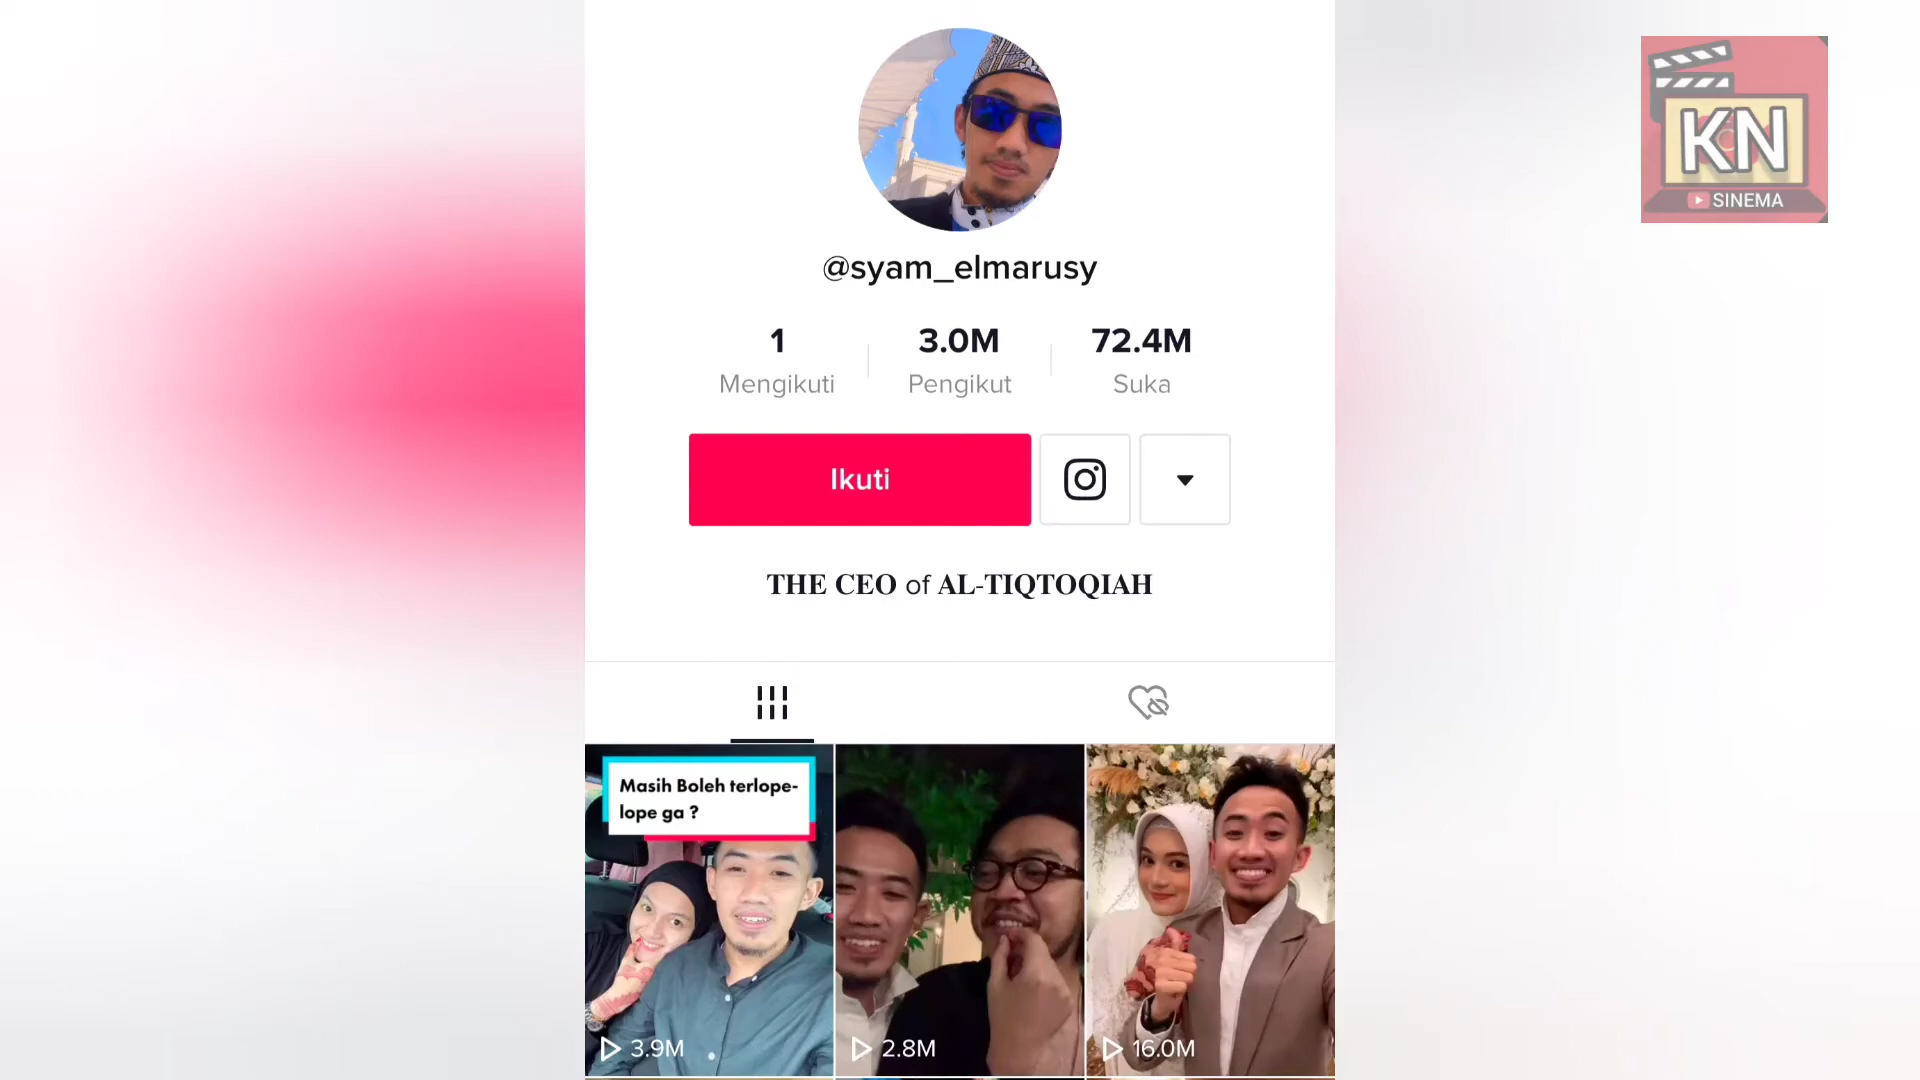 KN
SINEMA
@syam_elmarusy
1
3.0M
72.4M
Mengikuti
Pengikut
Suka
Ikuti
𝐓𝐇𝐄 𝐂𝐄𝐎 of 𝐀𝐋-𝐓𝐈𝐐𝐓𝐎𝐐𝐈𝐀𝐇
Masih Boleh terlope-
lope ga ?
3.9M
2.8M
16.0M